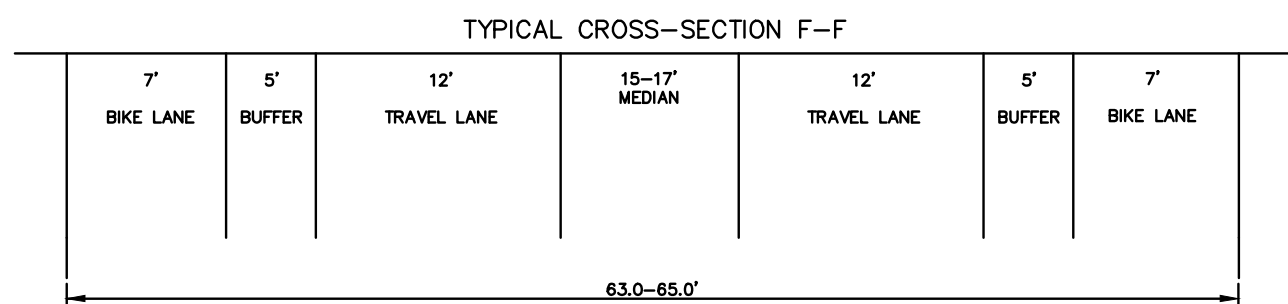 TYPICAL CROSS-SECTION F-F
7' 5' 12' 15-17' 12' 5' 7'
MEDIAN
BIKE LANE BUFFER TRAVEL LANE TRAVEL LANE BUFFER BIKE LANE
63.0-65.0'